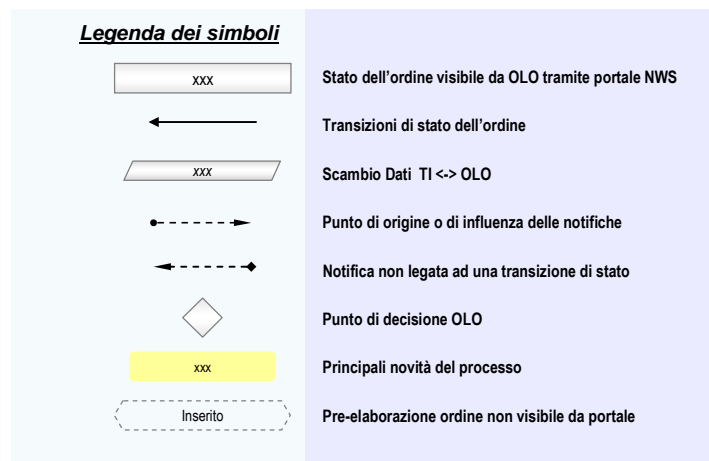 Legenda dei simboli
xxx Stato dell'ordine visibile da OLO tramite portale NWS
Transizioni di stato dell'ordine
xxx Scambio Dati TI <-> OLO
Punto di origine o di influenza delle notifiche
Notifica non legata ad una transizione di stato
Punto di decisione OLO
xxx Principali novità del processo
Inserito Pre-elaborazione ordine non visibile da portale